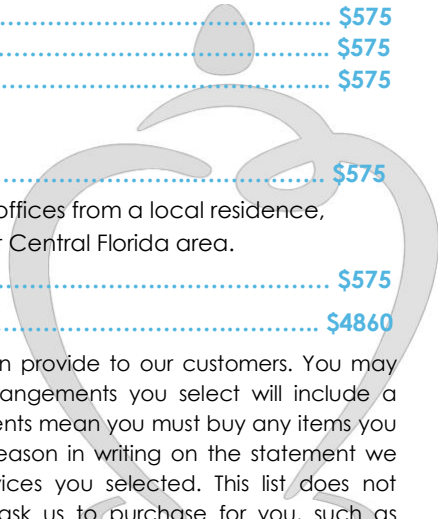 ........................................................ $575
........................................................ $575
........................................................ $575
........................................................ $575
offices from a local residence,
Central Florida area.
........................................................ $575
........................................................ $4860
provide to our customers. You may
angements you select will include a
ents mean you must buy any items you
eason in writing on the statement we
ices you selected. This list does not
ask us to purchase for you, such as